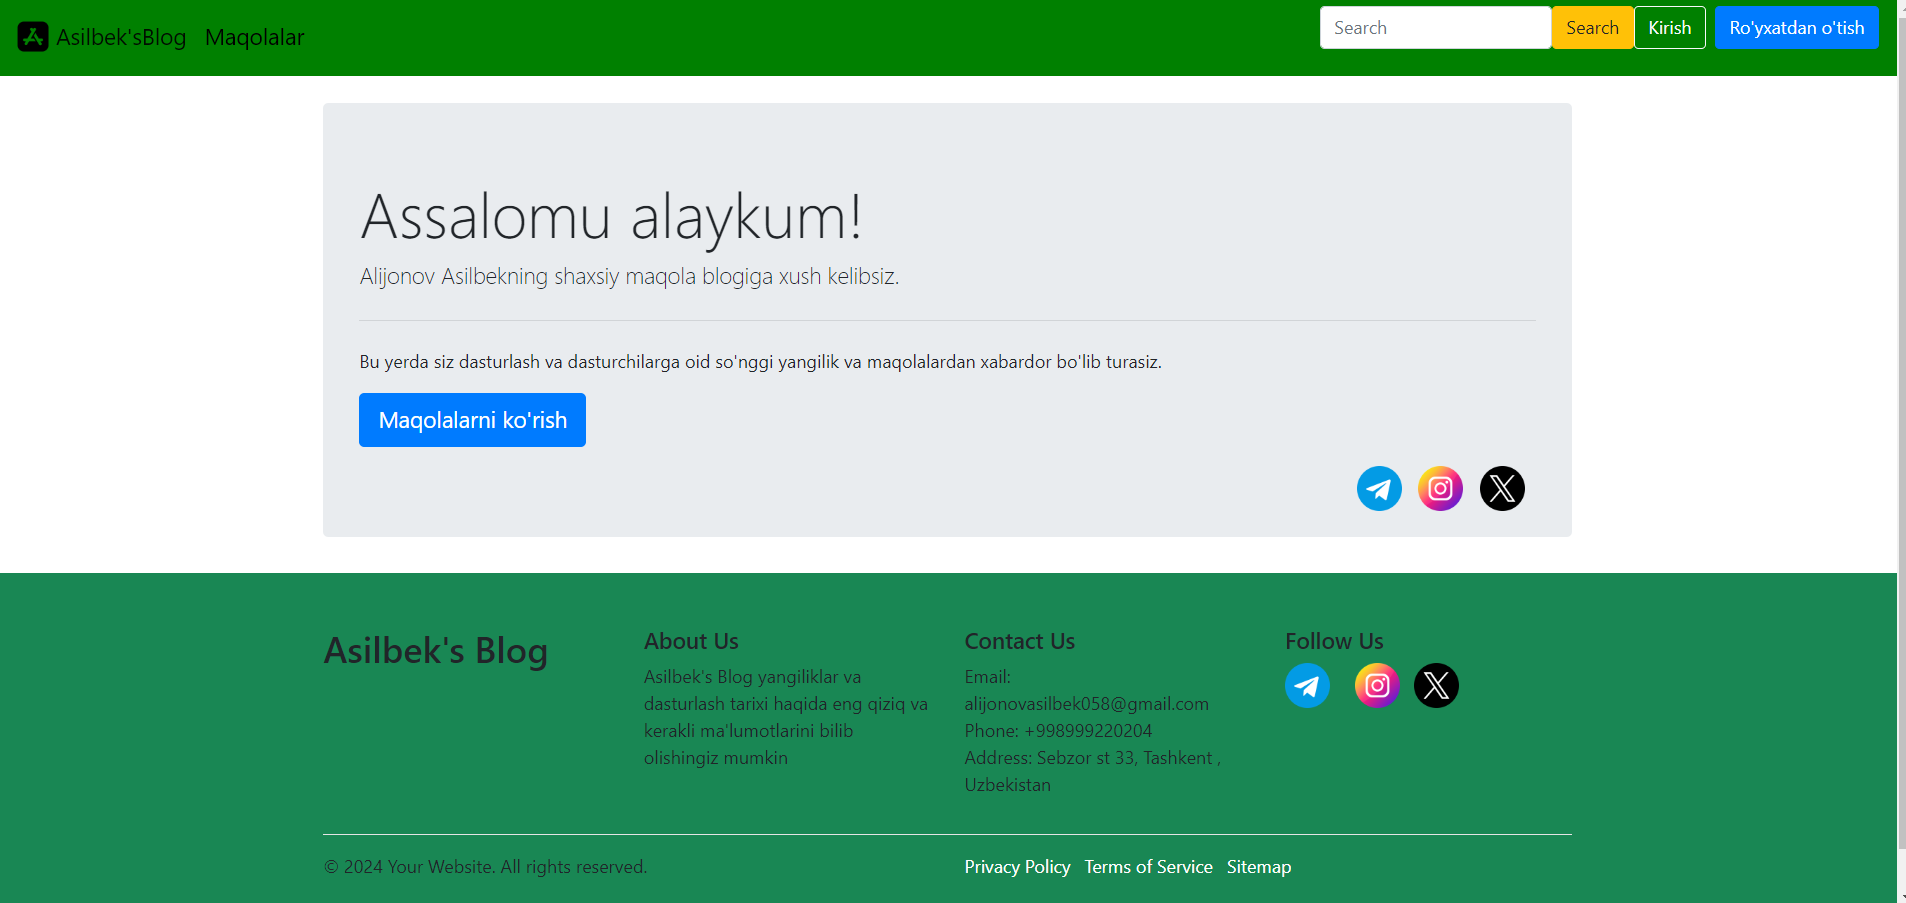 Asilbek'sBlog Maqolalar Search Search Kirish Ro'yxatdan o'tish
Assalomu alaykum!
Alijonov Asilbekning shaxsiy maqola blogiga xush kelibsiz.
Bu yerda siz dasturlash va dasturchilarga oid so'nggi yangilik va maqolalardan xabardor bo'lib turasiz.
Maqolalarni ko'rish
Asilbek's Blog
About Us
Asilbek's Blog yangiliklar va
dasturlash tarixi haqida eng qiziq va
kerakli ma'lumotlarini bilib
olishingiz mumkin
Contact Us
Email:
alijonovasilbek058@gmail.com
Phone: +998999220204
Address: Sebzor st 33, Tashkent ,
Uzbekistan
Follow Us
© 2024 Your Website. All rights reserved.
Privacy Policy Terms of Service Sitemap